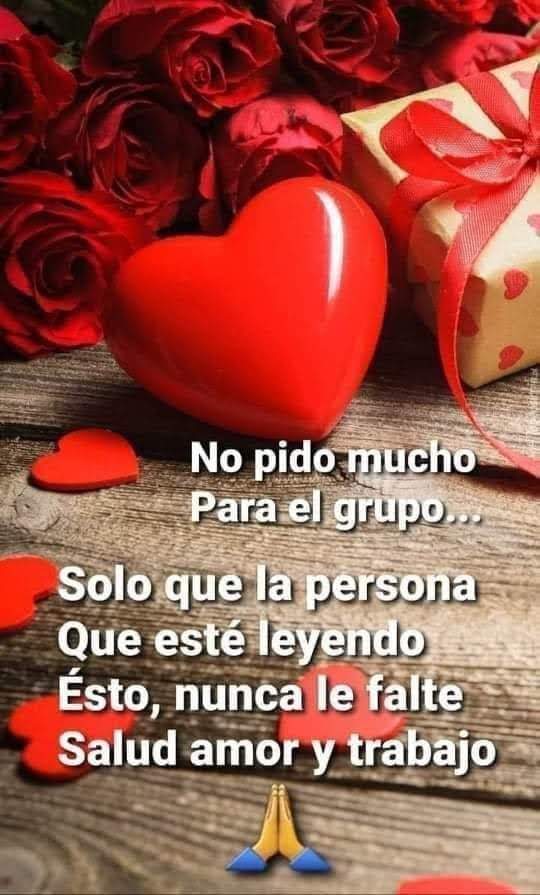 No pido mucho
Para el grupo...
Solo que la persona
Que esté leyendo
Ésto, nunca le falte
Salud amor y trabajo
🙏